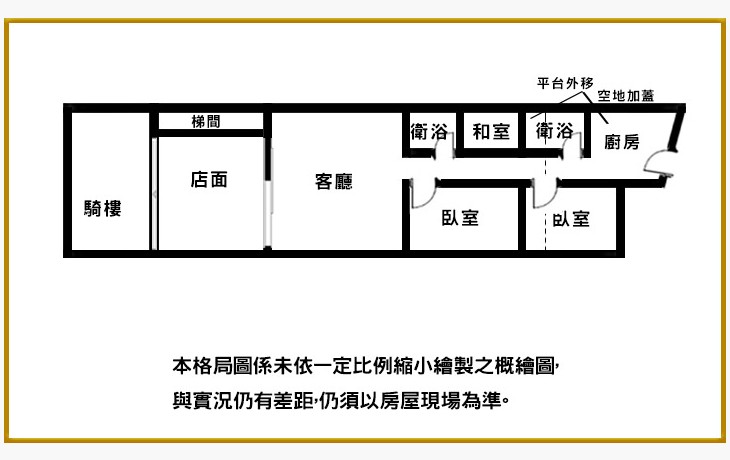 平台外移
空地加蓋
梯間
衛浴
和室
衛浴
廚房
店面
客廳
騎樓
臥室
臥室
本格局圖係未依一定比例縮小繪製之概繪圖,
與實況仍有差距,仍須以房屋現場為準。